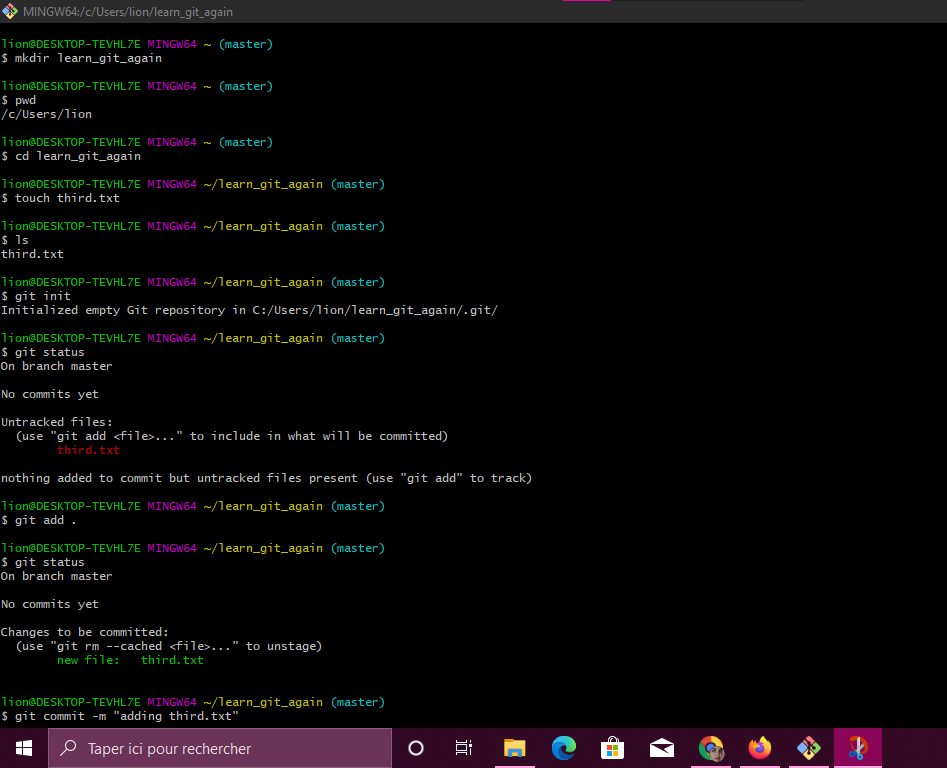 MINGW64:/c/Users/lion/learn_git_again
lion@DESKTOP-TEVHL7E MINGW64 ~ (master)
$ mkdir learn_git_again
lion@DESKTOP-TEVHL7E MINGW64 ~ (master)
$ pwd
/c/Users/lion
lion@DESKTOP-TEVHL7E MINGW64 ~ (master)
$ cd learn_git_again
lion@DESKTOP-TEVHL7E MINGW64 ~/learn_git_again (master)
$ touch third.txt
lion@DESKTOP-TEVHL7E MINGW64 ~/learn_git_again (master)
$ ls
third.txt
lion@DESKTOP-TEVHL7E MINGW64 ~/learn_git_again (master)
$ git init
Initialized empty Git repository in C:/Users/lion/learn_git_again/.git/
lion@DESKTOP-TEVHL7E MINGW64 ~/learn_git_again (master)
$ git status
On branch master
No commits yet
Untracked files:
  (use "git add <file>..." to include in what will be committed)
        third.txt
nothing added to commit but untracked files present (use "git add" to track)
lion@DESKTOP-TEVHL7E MINGW64 ~/learn_git_again (master)
$ git add .
lion@DESKTOP-TEVHL7E MINGW64 ~/learn_git_again (master)
$ git status
On branch master
No commits yet
Changes to be committed:
  (use "git rm --cached <file>..." to unstage)
        new file:   third.txt
lion@DESKTOP-TEVHL7E MINGW64 ~/learn_git_again (master)
$ git commit -m "adding third.txt"
Taper ici pour rechercher